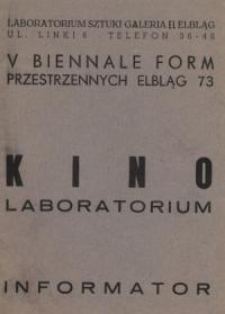 LABORATORIUM SZTUKI GALERIA El ELBLĄG
UL. LINKI 6 · TELEFON 36-46
V BIENNALE FORM
PRZESTRZENNYCH ELBLĄG 73
KINO
LABORATORIUM
INFORMATOR